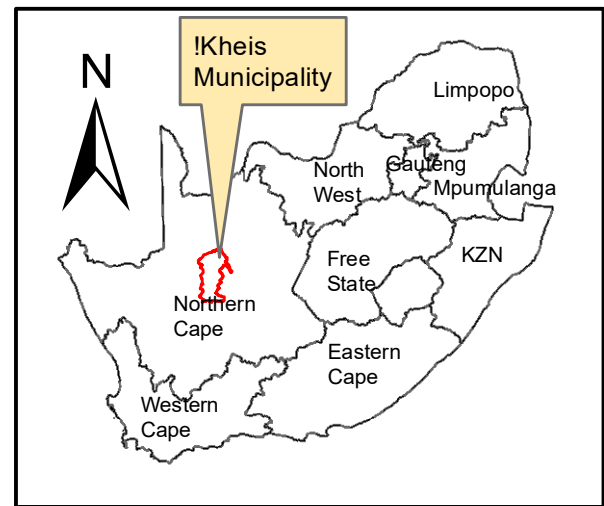 !Kheis
Municipality
N
Limpopo
North
West
Gauteng
Mpumulanga
Free
State
KZN
Northern
Cape
Eastern
Cape
Western
Cape